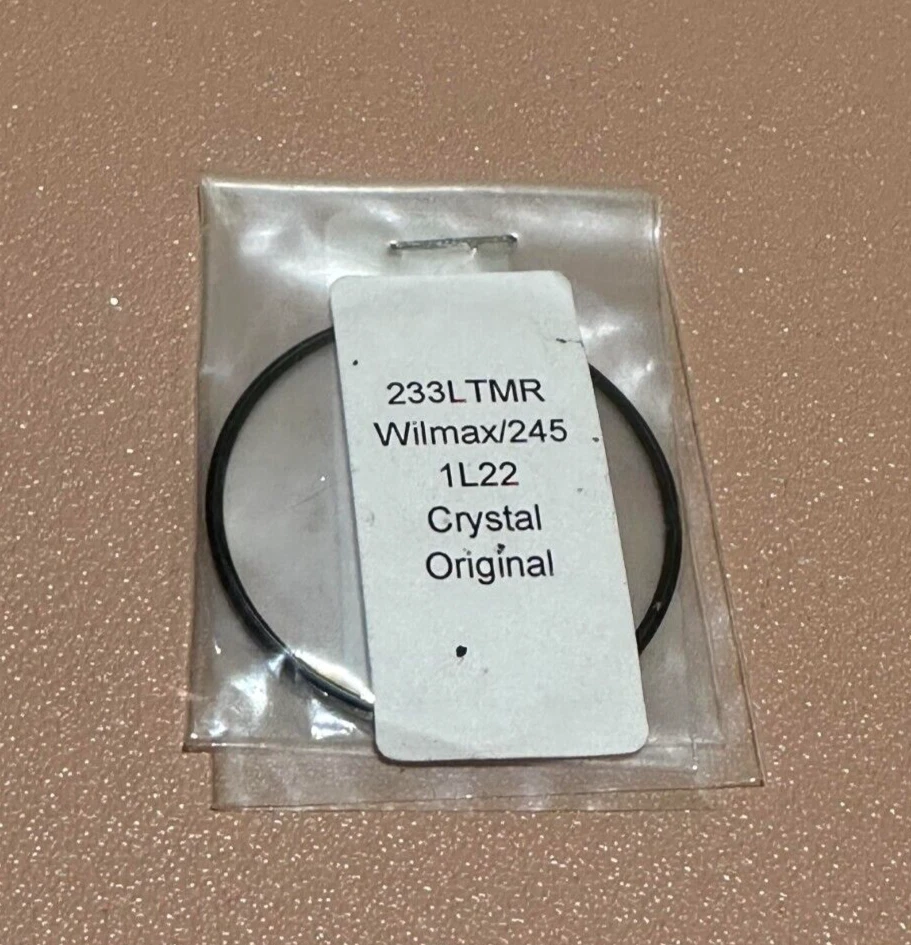 233LTMR
Wilmax/245
1L22
Crystal
Original